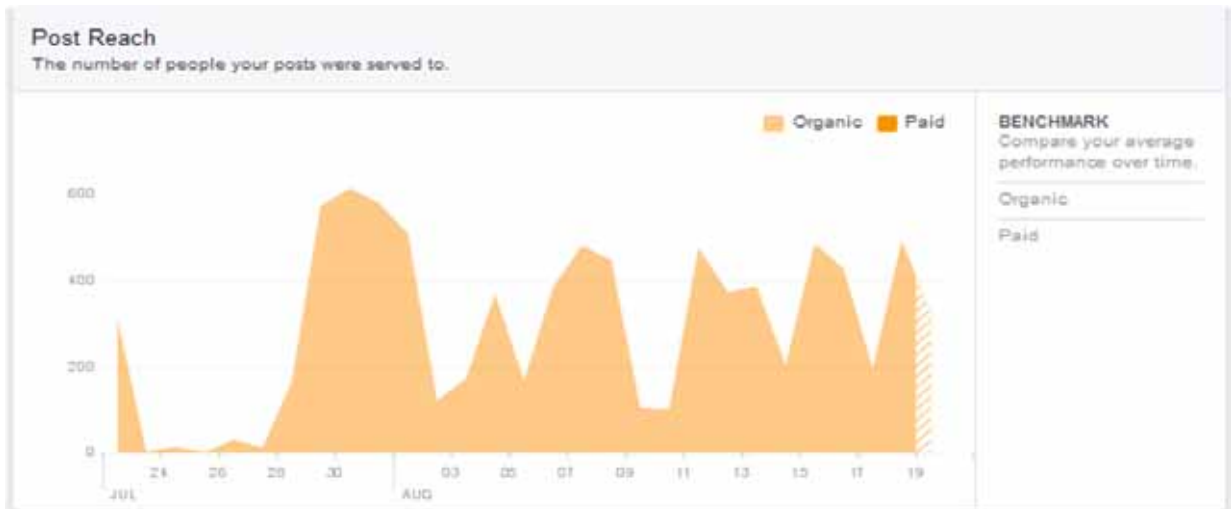 Post Reach
The number of people your posts were served to.
Organic Paid
BENCHMARK
Compare your average
performance over time.
Organic
Paid
600
400
200
0
24 26 28 30 03 05 07 09 11 13 15 17 19
JUL AUG